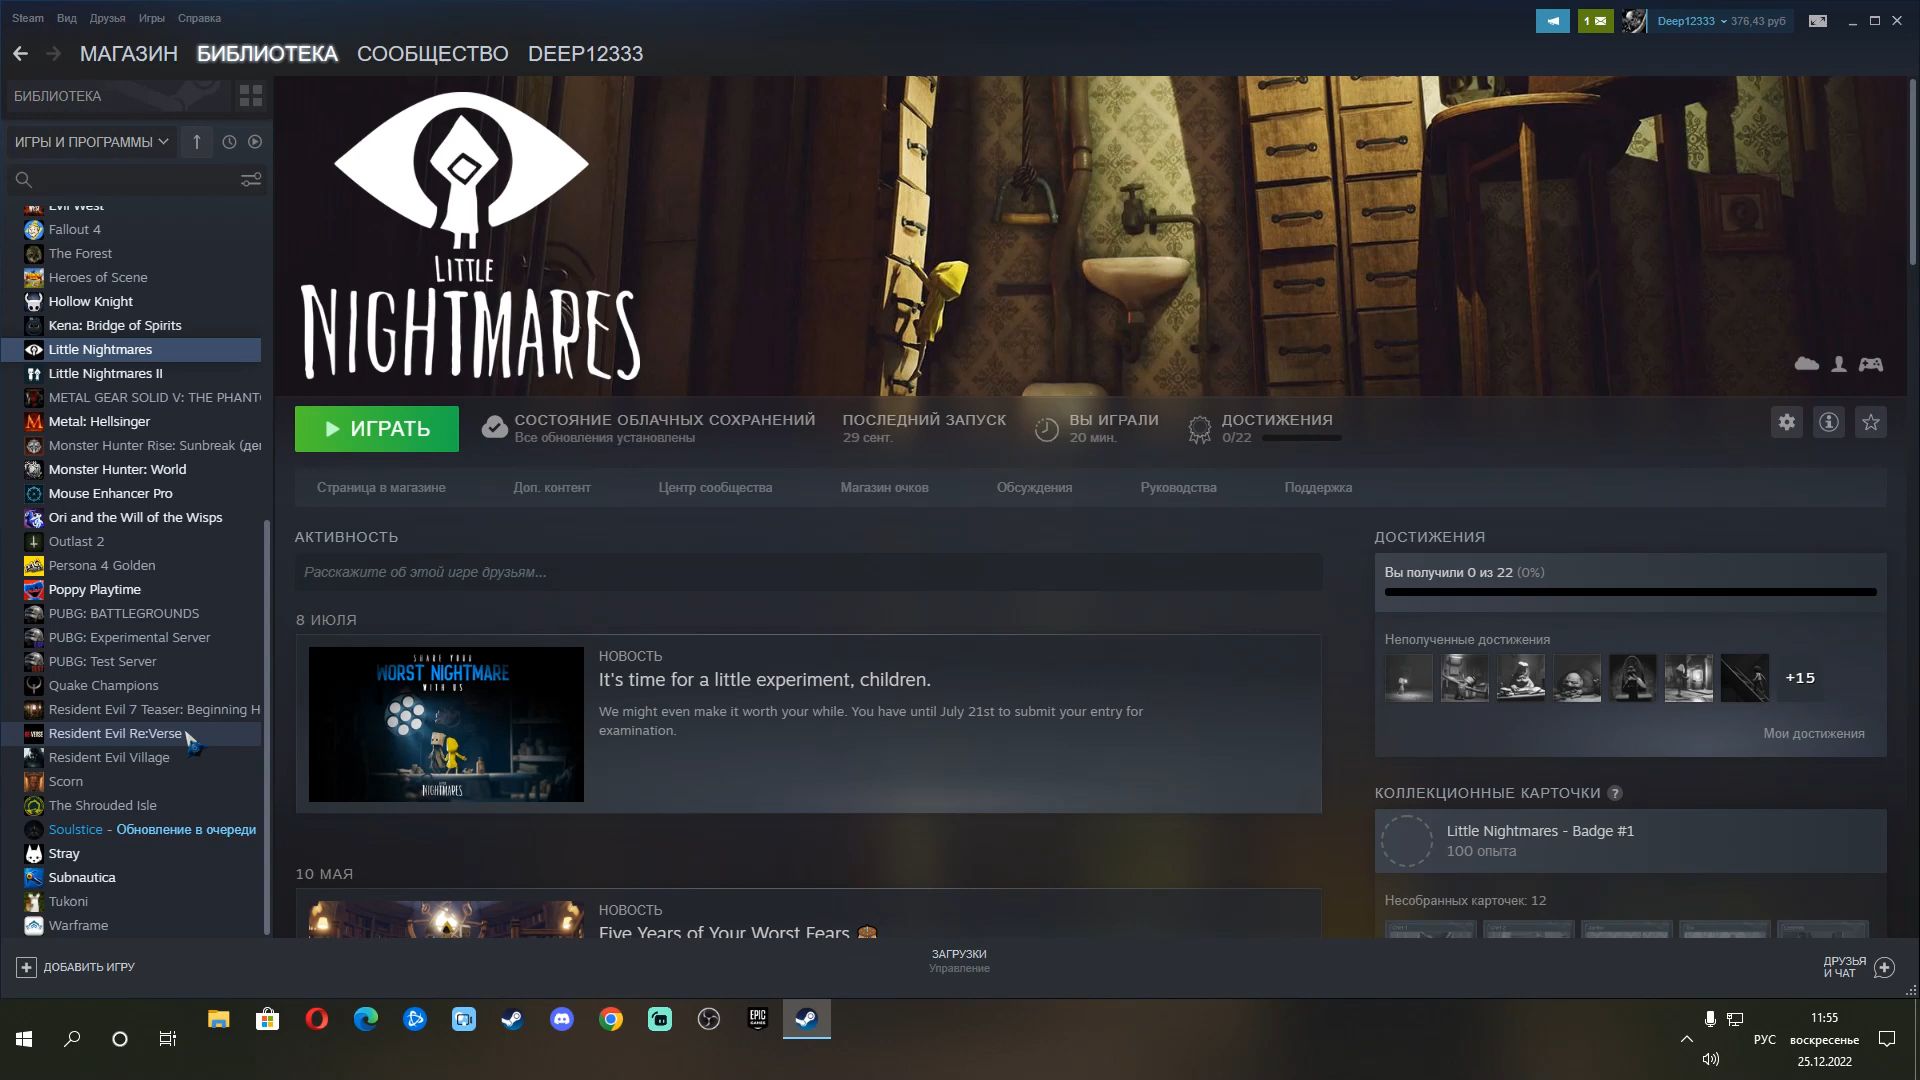 Steam Вид Друзья Игры Справка
1
Deep12333 376,43 руб
МАГАЗИН БИБЛИОТЕКА СООБЩЕСТВО DEEP12333
БИБЛИОТЕКА
ИГРЫ И ПРОГРАММЫ
Evil West
Fallout 4
The Forest
Heroes of Scene
Hollow Knight
Kena: Bridge of Spirits
Little Nightmares
Little Nightmares II
METAL GEAR SOLID V: THE PHANT
Metal: Hellsinger
Monster Hunter Rise: Sunbreak (де
Monster Hunter: World
Mouse Enhancer Pro
Ori and the Will of the Wisps
Outlast 2
Persona 4 Golden
Poppy Playtime
PUBG: BATTLEGROUNDS
PUBG: Experimental Server
PUBG: Test Server
Quake Champions
Resident Evil 7 Teaser: Beginning H
Resident Evil Re:Verse
Resident Evil Village
Scorn
The Shrouded Isle
Soulstice - Обновление в очереди
Stray
Subnautica
Tukoni
Warframe
ДОБАВИТЬ ИГРУ
LITTLE
NIGHTMARES
ИГРАТЬ
СОСТОЯНИЕ ОБЛАЧНЫХ СОХРАНЕНИЙ
Все обновления установлены
ПОСЛЕДНИЙ ЗАПУСК
29 сент.
ВЫ ИГРАЛИ
20 мин.
ДОСТИЖЕНИЯ
0/22
Страница в магазине Доп. контент Центр сообщества Магазин очков Обсуждения Руководства Поддержка
АКТИВНОСТЬ
Расскажите об этой игре друзьям...
8 ИЮЛЯ
SHARE YOUR
WORST NIGHTMARE
WITH US
LITTLE
NIGHTMARES
НОВОСТЬ
It's time for a little experiment, children.
We might even make it worth your while. You have until July 21st to submit your entry for
examination.
10 МАЯ
НОВОСТЬ
Five Years of Your Worst Fears
ДОСТИЖЕНИЯ
Вы получили 0 из 22 (0%)
Неполученные достижения
+15
Мои достижения
КОЛЛЕКЦИОННЫЕ КАРТОЧКИ ?
Little Nightmares - Badge #1
100 опыта
Несобранных карточек: 12
ЗАГРУЗКИ
Управление
ДРУЗЬЯ
И ЧАТ
EPIC
GAMES
РУС
11:55
воскресенье
25.12.2022